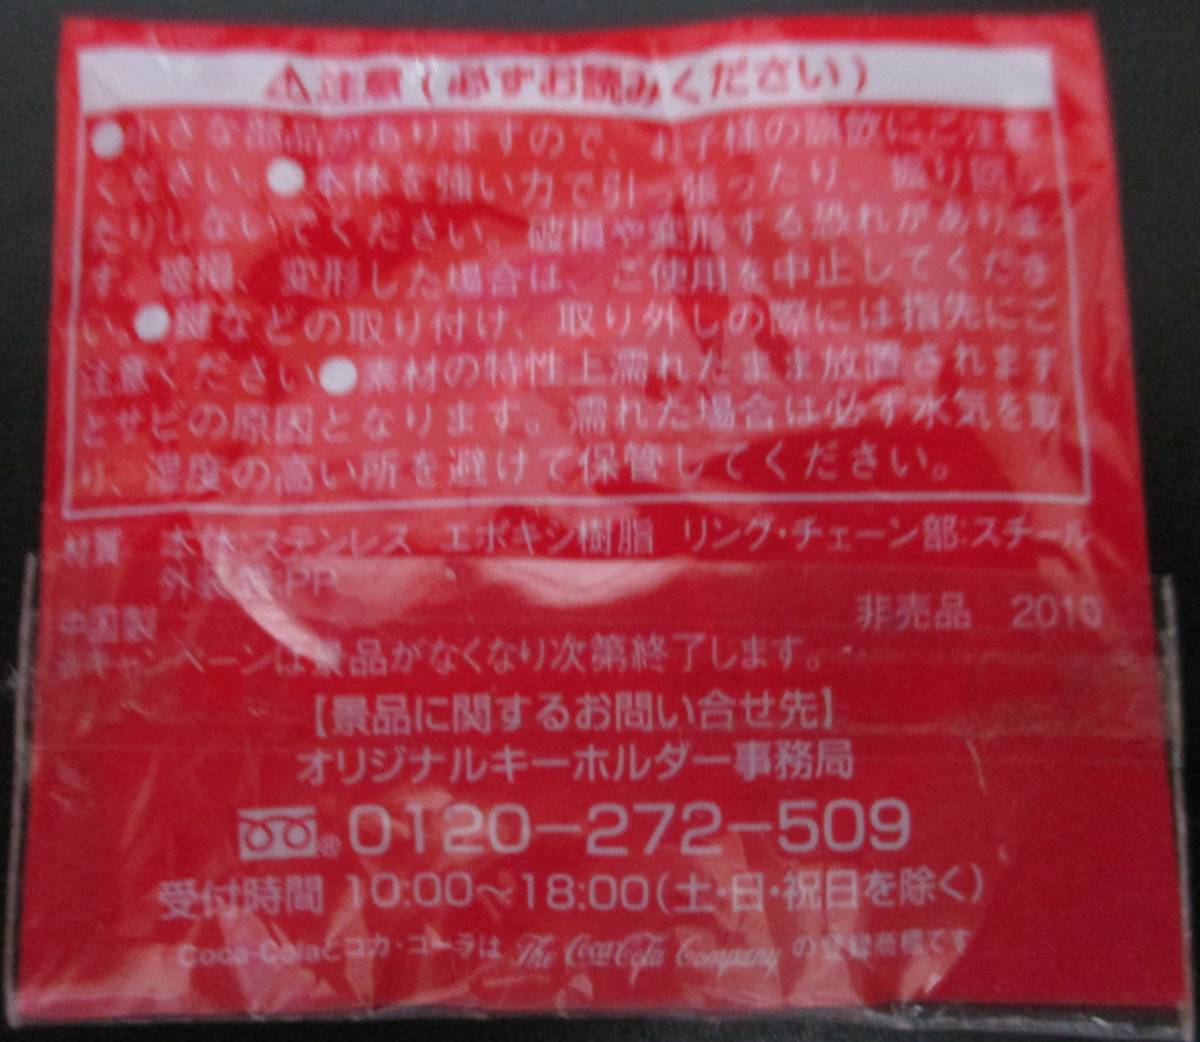 ⚠注意(必ずお読みください)
●小さな部品がありますので、お子様の誤飲にご注意
ください。●本体を強い力で引っ張ったり、振り回し
たりしないでください。破損や変形する恐れがありま
す。破損、変形した場合は、ご使用を中止してくださ
い。●鍵などの取り付け、取り外しの際には指先にご
注意ください●素材の特性上濡れたまま放置されます
とサビの原因となります。濡れた場合は必ず水気を取
り、湿度の高い所を避けて保管してください。
材質 本体:ステンレス エポキシ樹脂 リング・チェーン部:スチール
外装袋:PP
中国製 非売品 2010
キャンペーンは景品がなくなり次第終了します。
【景品に関するお問い合せ先】
オリジナルキーホルダー事務局
®0120-272-509
受付時間 10:00~18:00(土・日・祝日を除く)
Coca-Colaとコカ・コーラは The Coca-Cola Company の登録商標です